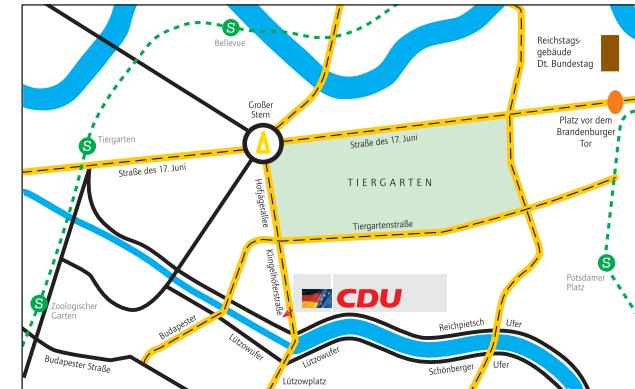 S
Bellevue
Reichstags-
gebäude
Dt. Bundestag
Großer
Stern
Platz vor dem
Brandenburger
Tor
S
Tiergarten
Straße des 17. Juni
Straße des 17. Juni
TIERGARTEN
Hofjägerallee
Tiergartenstraße
Klingelhöferstraße
S
Potsdamer
Platz
CDU
S
Zoologischer
Garten
Budapester
Lützowufer
Lützowufer
Reichpietsch
Ufer
Schönberger
Ufer
Budapester Straße
Lützowplatz